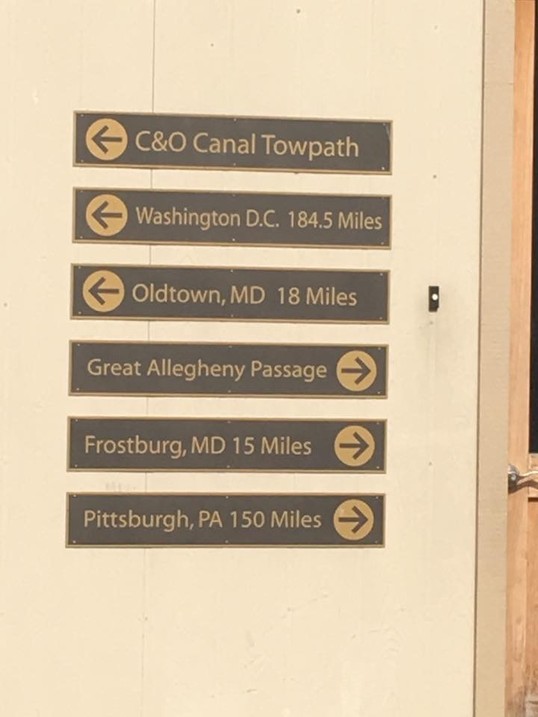 C&O Canal Towpath
Washington D.C. 184.5 Miles
Oldtown, MD 18 Miles
Great Allegheny Passage
Frostburg, MD 15 Miles
Pittsburgh, PA 150 Miles